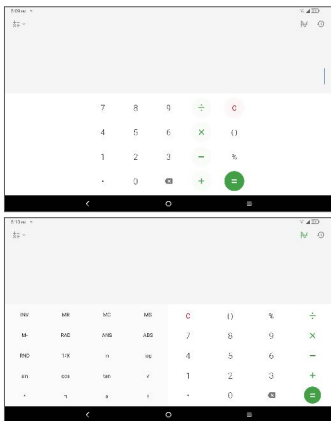 7 8 9 ÷ C
4 5 6 × ()
1 2 3 − %
· 0 + =
INV MR MC MS C () % ÷
M- RAD ANS ABS 7 8 9 ×
RND 1/X 4 5 6 −
sin cos tan √ 1 2 3 +
· 0 =